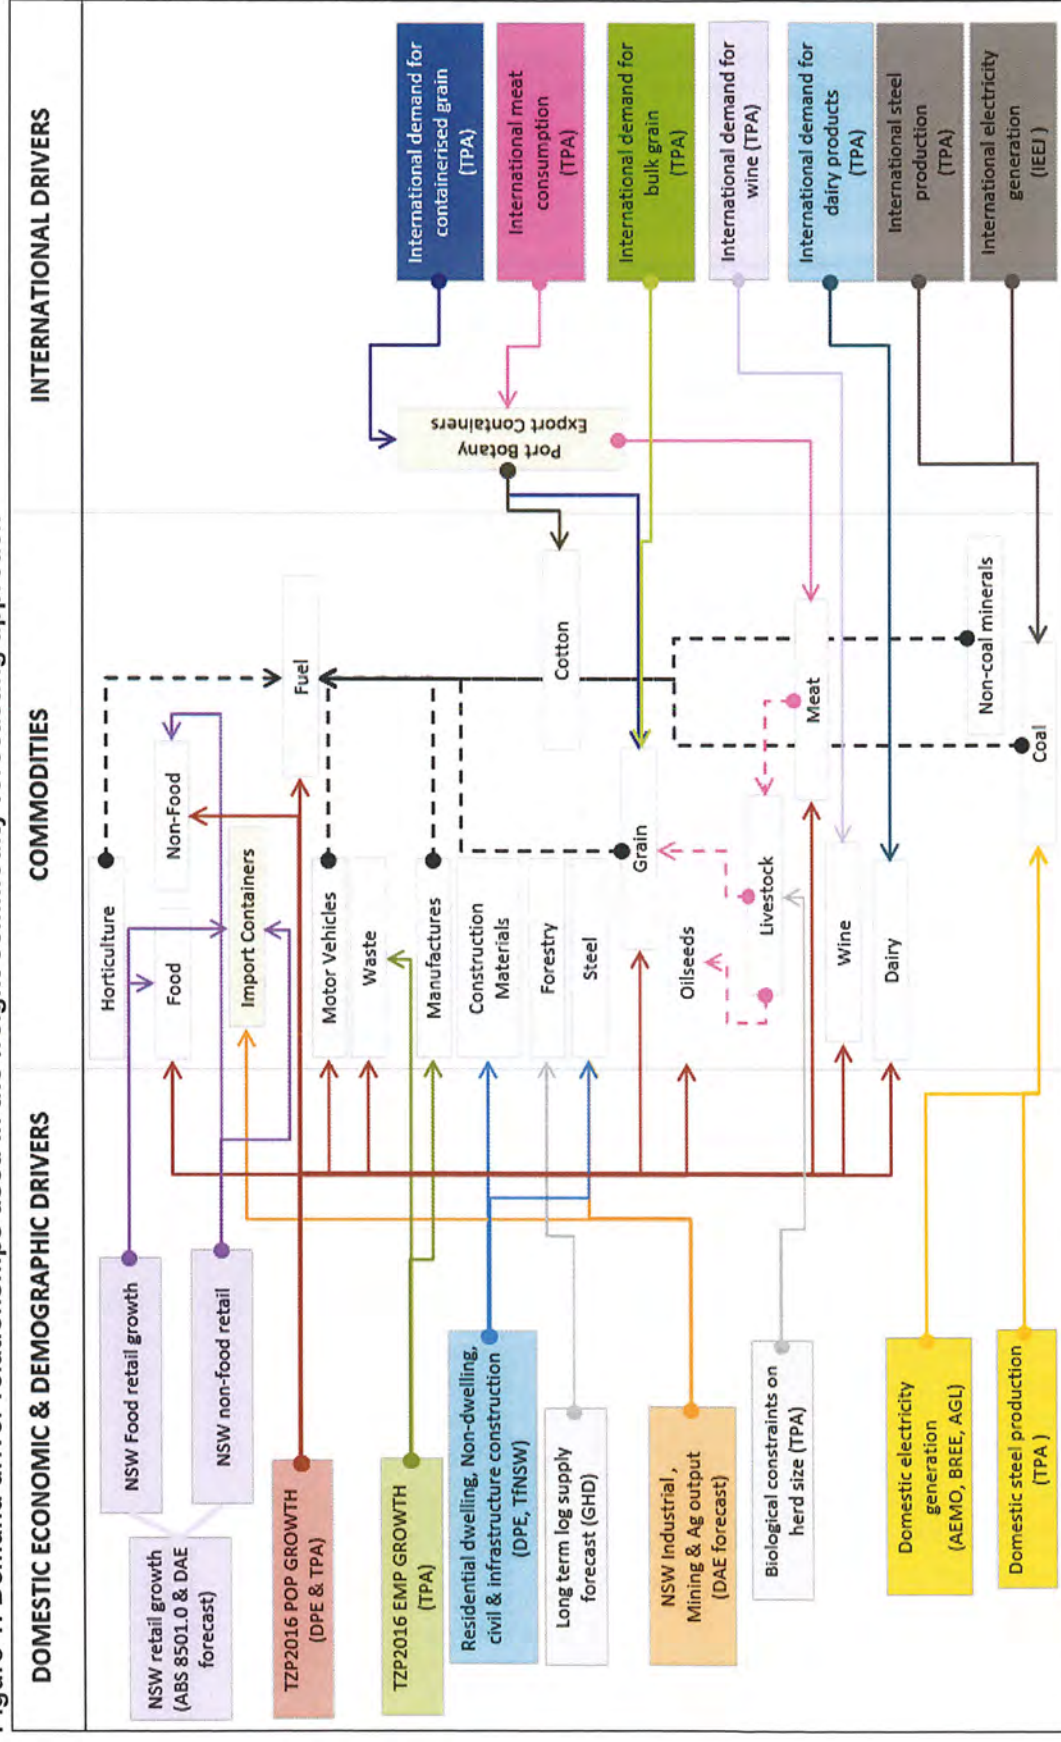 DOMESTIC ECONOMIC & DEMOGRAPHIC DRIVERS
COMMODITIES
INTERNATIONAL DRIVERS
NSW retail growth
(ABS 8501.0 & DAE
forecast)
NSW Food retail growth
NSW non-food retail
TZP2016 POP GROWTH
(DPE & TPA)
TZP2016 EMP GROWTH
(TPA)
Residential dwelling, Non-dwelling,
civil & infrastructure construction
(DPE, TfNSW)
Long term log supply
forecast (GHD)
NSW Industrial ,
Mining & Ag output
(DAE forecast)
Biological constraints on
herd size (TPA)
Domestic electricity
generation
(AEMO, BREE, AGL)
Domestic steel production
(TPA )
Horticulture
Food
Non-Food
Import Containers
Fuel
Motor Vehicles
Waste
Manufactures
Construction
Materials
Forestry
Cotton
Steel
Grain
Oilseeds
Livestock
Meat
Wine
Dairy
Non-coal minerals
Coal
Port Botany
Export Containers
International demand for
containerised grain
(TPA)
International meat
consumption
(TPA)
International demand for
bulk grain
(TPA)
International demand for
wine (TPA)
International demand for
dairy products
(TPA)
International steel
production
(TPA)
International electricity
generation
(IEEJ )